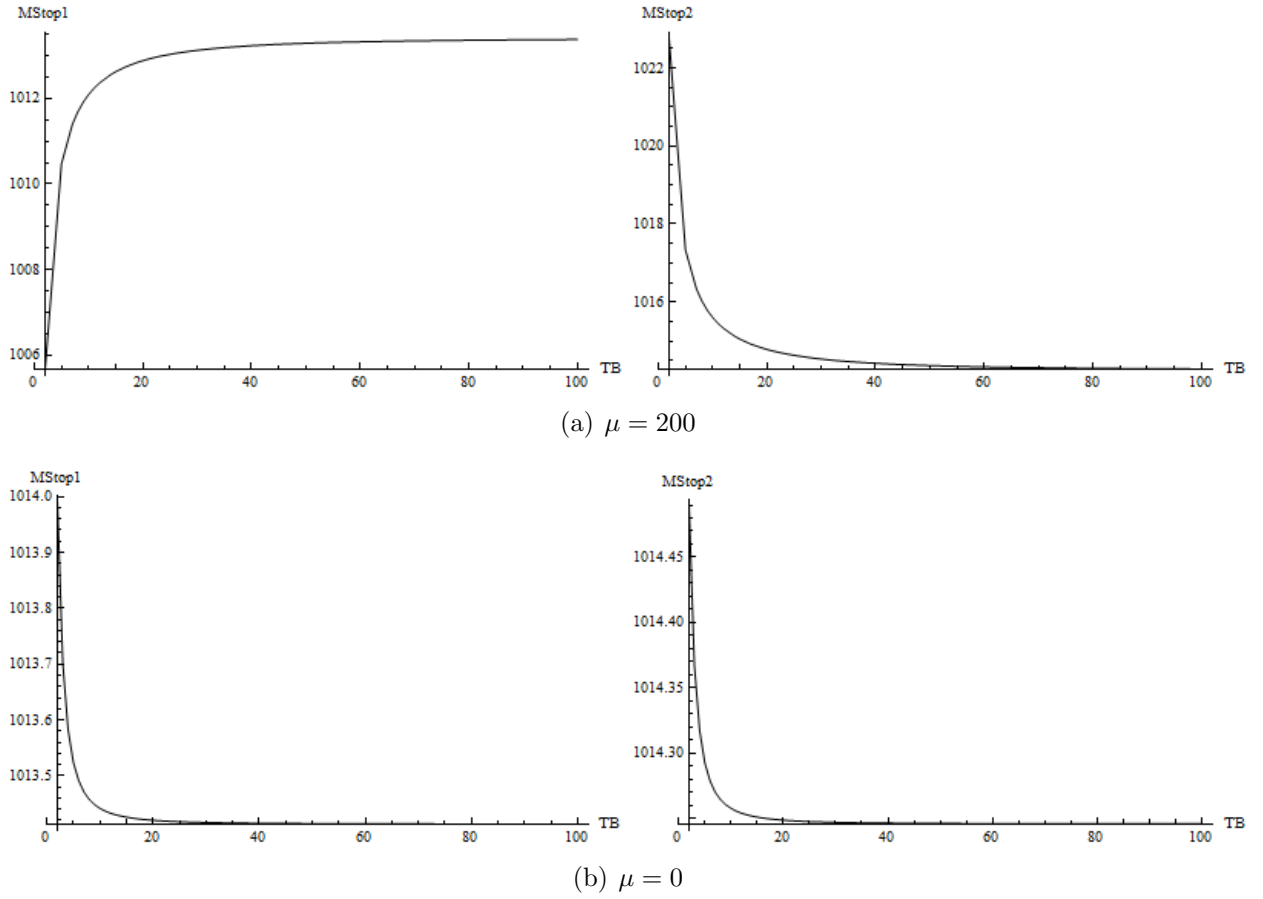 MStop1
1012
1010
1008
1006
0 20 40 60 80 100 TB
MStop2
1022
1020
1018
1016
0 20 40 60 80 100 TB
(a) μ = 200
MStop1
1014.0
1013.9
1013.8
1013.7
1013.6
1013.5
0 20 40 60 80 100 TB
MStop2
1014.45
1014.40
1014.35
1014.30
0 20 40 60 80 100 TB
(b) μ = 0